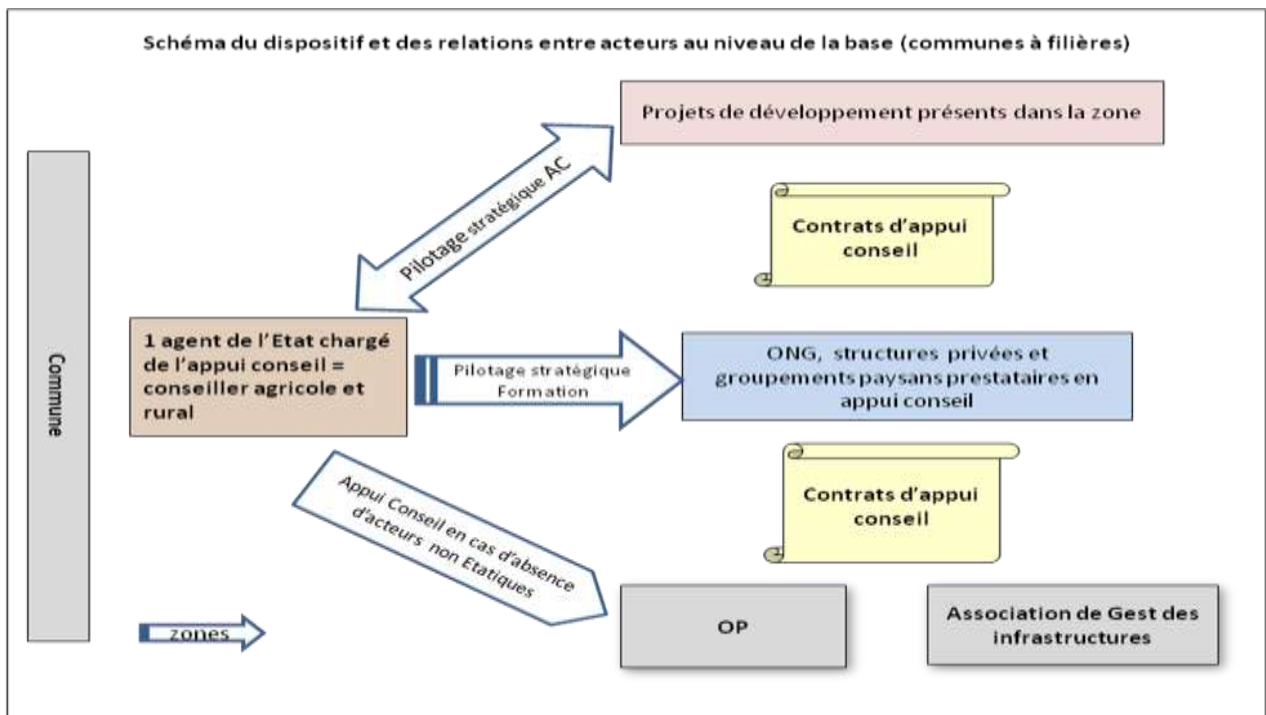 Schéma du dispositif et des relations entre acteurs au niveau de la base (communes à filières)
Projets de développement présents dans la zone
Pilotage stratégique AC
Contrats d'appui
conseil
Commune
1 agent de l'Etat chargé
de l'appui conseil =
conseiller agricole et
rural
Pilotage stratégique
Formation
ONG, structures privées et
groupements paysans prestataires en
appui conseil
Contrats d'appui
conseil
Appui Conseil en cas d'absence
d'acteurs non Etatiques
zones
OP
Association de Gest des
infrastructures